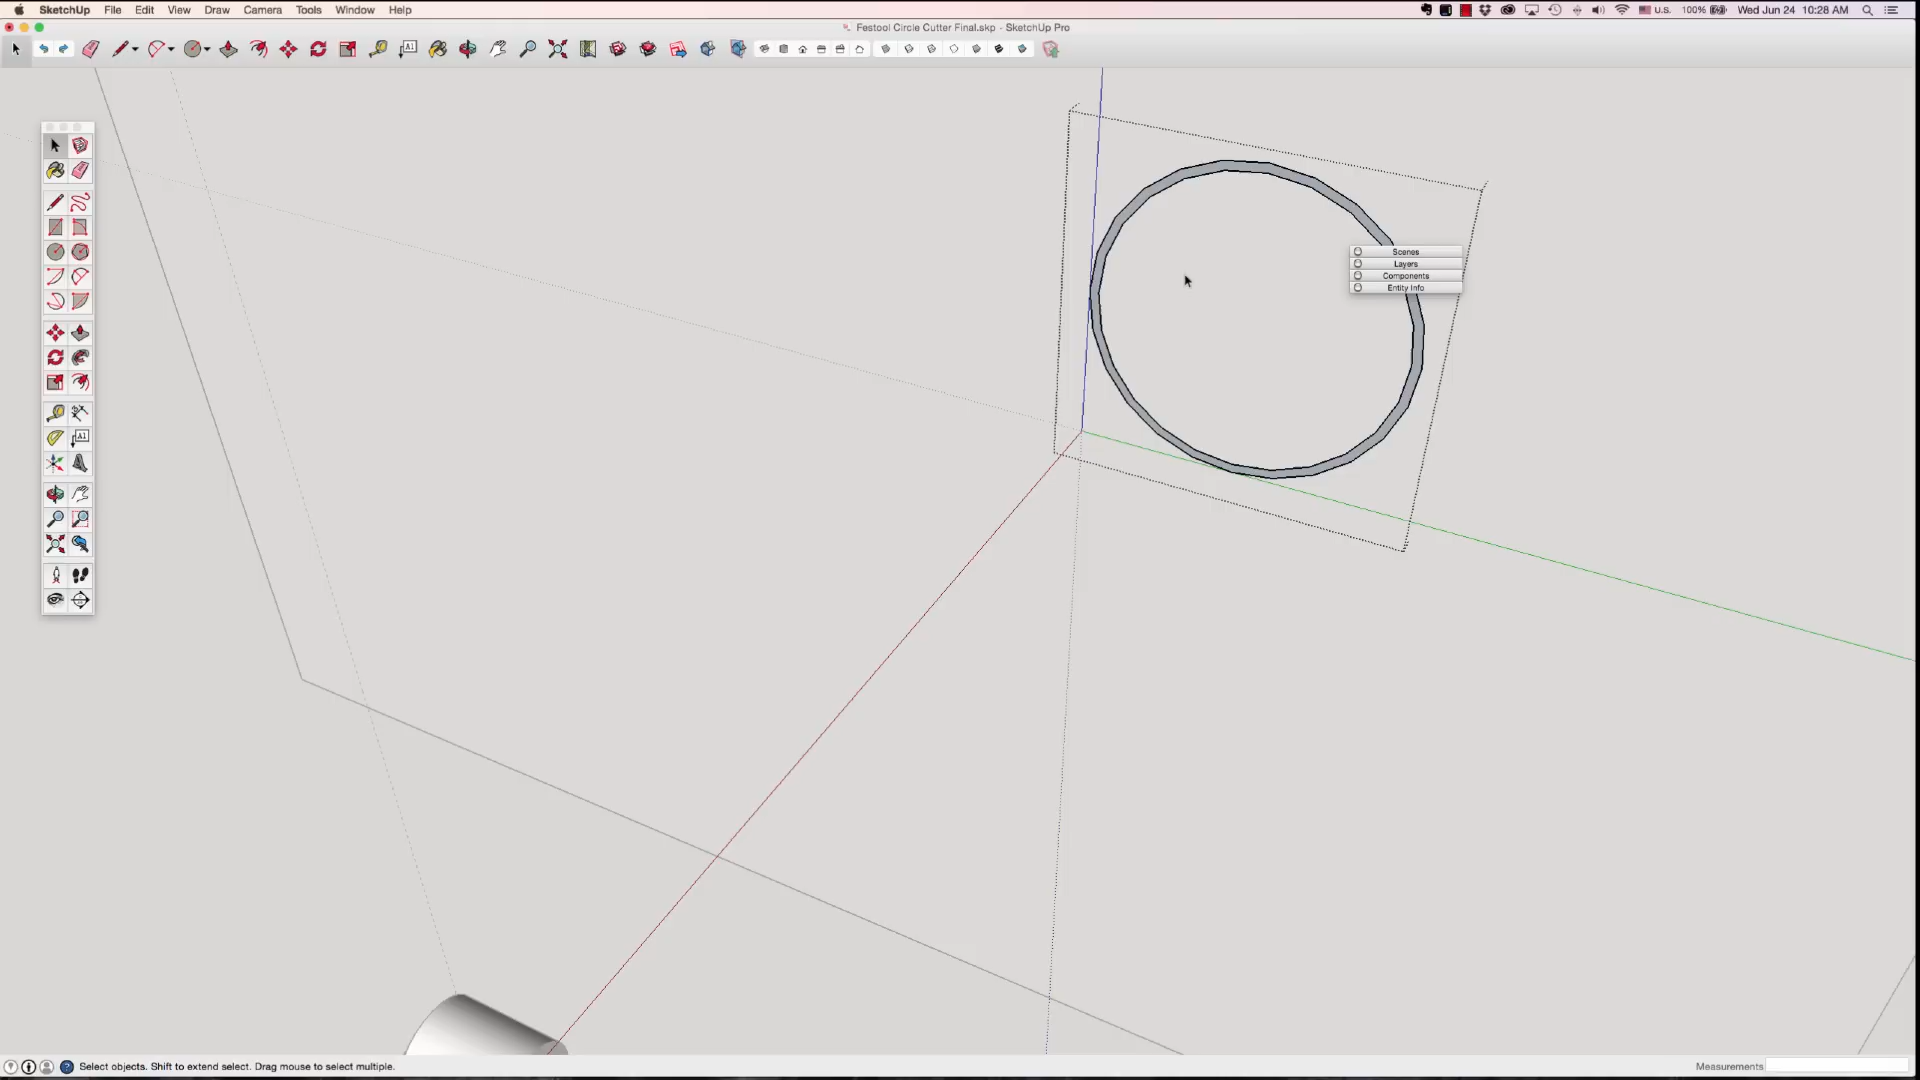 SketchUp File Edit View Draw Camera Tools Window Help U.S. 100% Wed Jun 24 10:28 AM
Festool Circle Cutter Final.skp - SketchUp Pro
A1
A1
Scenes
Layers
Components
Entity Info
Select objects. Shift to extend select. Drag mouse to select multiple. Measurements